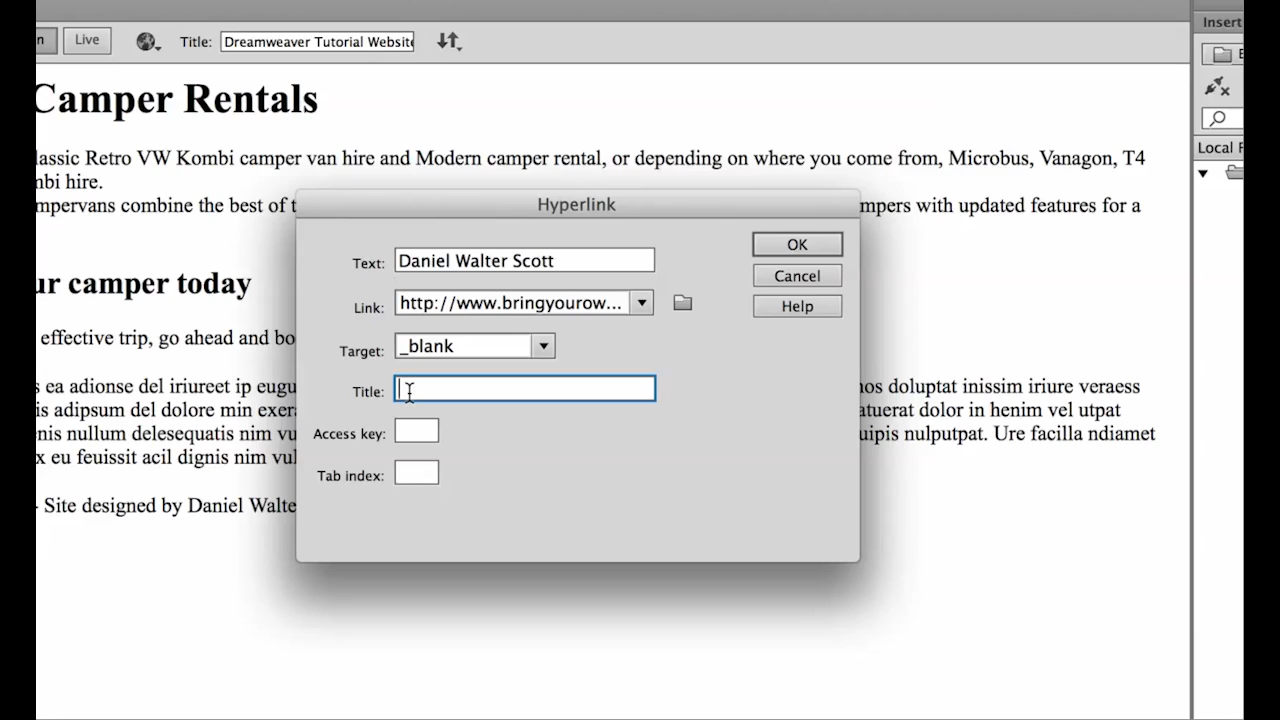 Live Title: Dreamweaver Tutorial Website Insert
Camper Rentals
lassic Retro VW Kombi camper van hire and Modern camper rental, or depending on where you come from, Microbus, Vanagon, T4
Local F
mbi hire.
mpervans combine the best of t
mpers with updated features for a
Hyperlink
Text: Daniel Walter Scott
OK
Link: http://www.bringyourow...
Cancel
Help
Target: _blank
Title:
Access key:
Tab index:
ur camper today
effective trip, go ahead and bo
s ea adionse del iriureet ip eugu
nos doluptat inissim iriure veraess
is adipsum del dolore min exera
atuerat dolor in henim vel utpat
enis nullum delesequatis nim vu
uipis nulputpat. Ure facilla ndiamet
x eu feuissit acil dignis nim vul
- Site designed by Daniel Walte